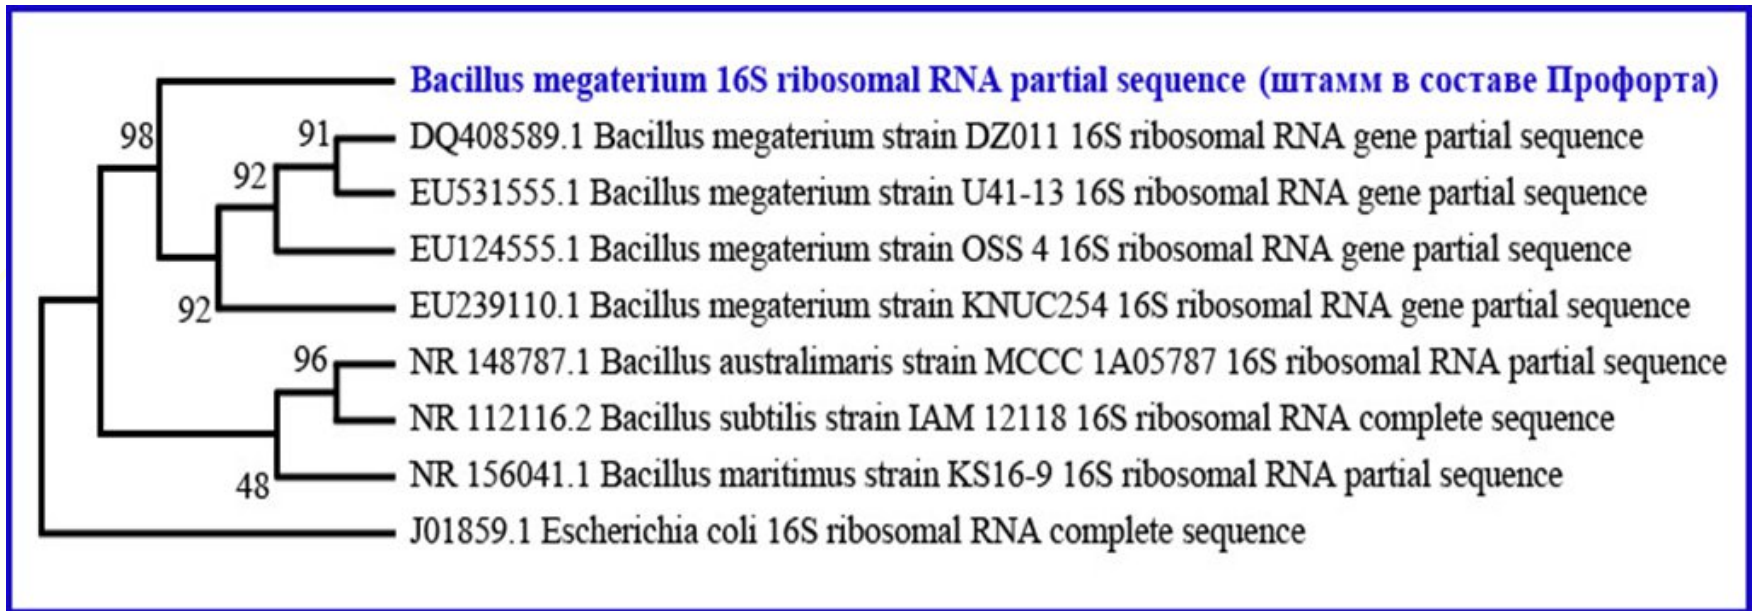 Bacillus megaterium 16S ribosomal RNA partial sequence (штамм в составе Профорта)
98
91
DQ408589.1 Bacillus megaterium strain DZ011 16S ribosomal RNA gene partial sequence
92
EU531555.1 Bacillus megaterium strain U41-13 16S ribosomal RNA gene partial sequence
EU124555.1 Bacillus megaterium strain OSS 4 16S ribosomal RNA gene partial sequence
92
EU239110.1 Bacillus megaterium strain KNUC254 16S ribosomal RNA gene partial sequence
96
NR 148787.1 Bacillus australimaris strain MCCC 1A05787 16S ribosomal RNA partial sequence
NR 112116.2 Bacillus subtilis strain IAM 12118 16S ribosomal RNA complete sequence
48
NR 156041.1 Bacillus maritimus strain KS16-9 16S ribosomal RNA partial sequence
J01859.1 Escherichia coli 16S ribosomal RNA complete sequence